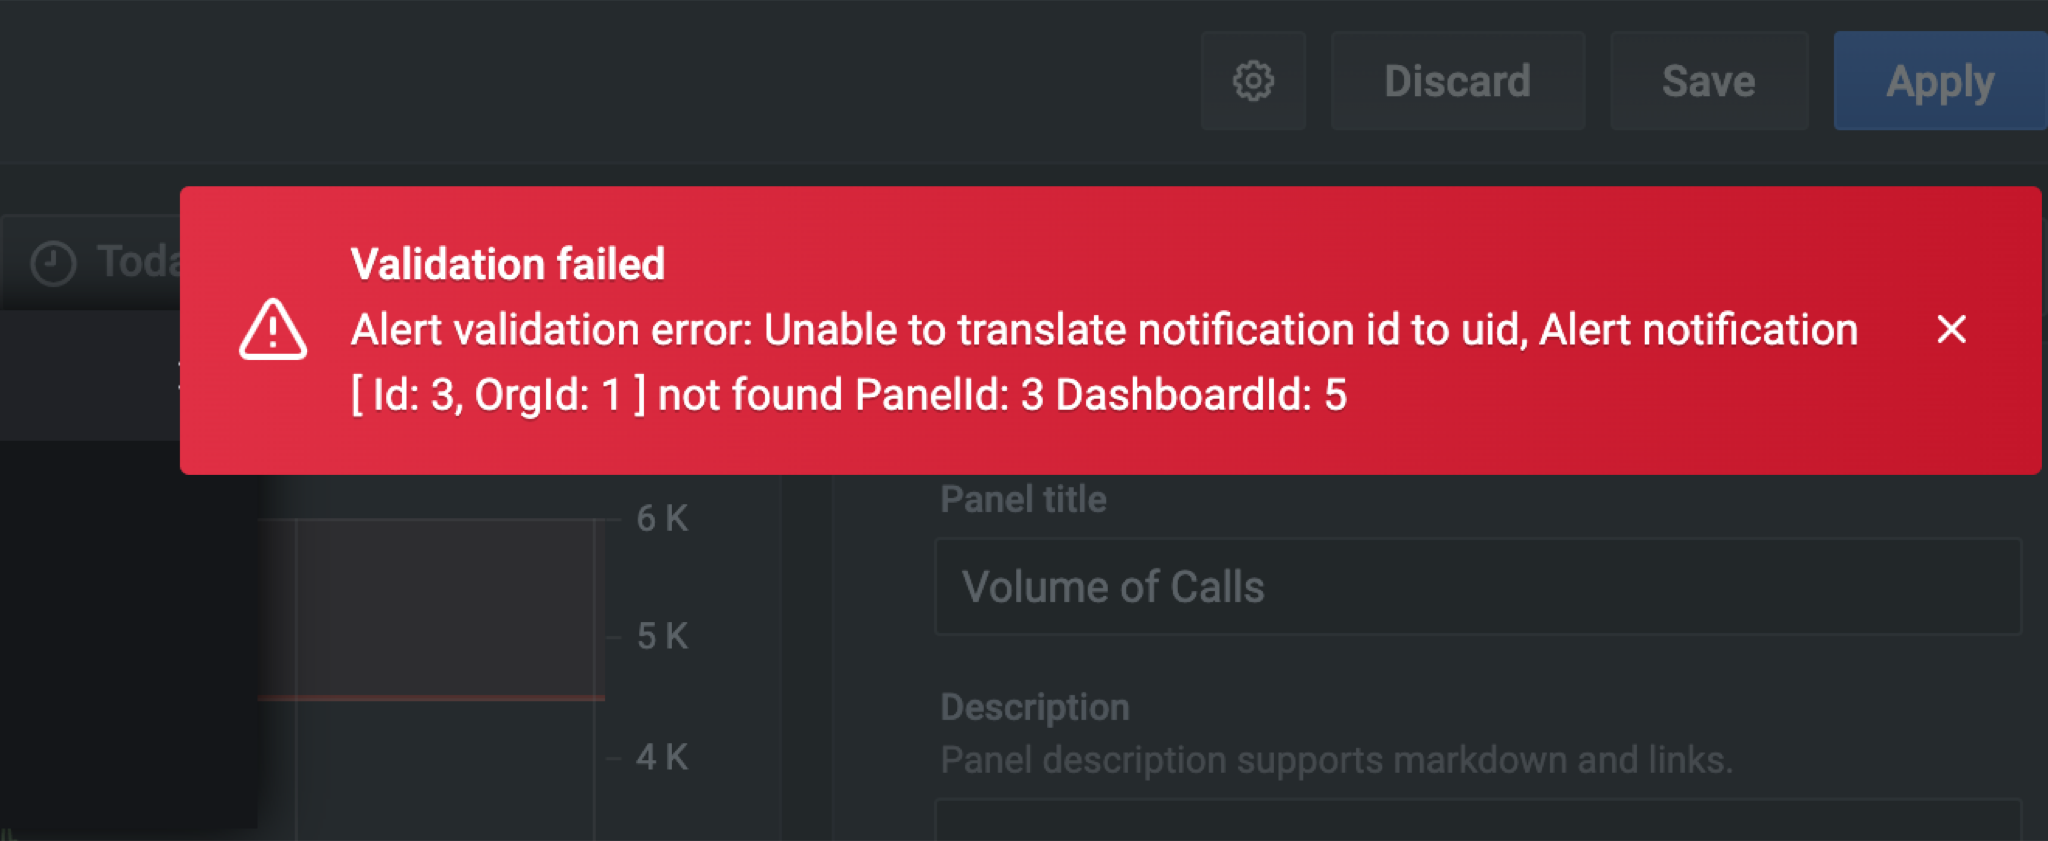 Discard
Save
Apply
Validation failed
Alert validation error: Unable to translate notification id to uid, Alert notification
[ Id: 3, OrgId: 1 ] not found PanelId: 3 DashboardId: 5
6 K
5 K
4 K
Panel title
Volume of Calls
Description
Panel description supports markdown and links.